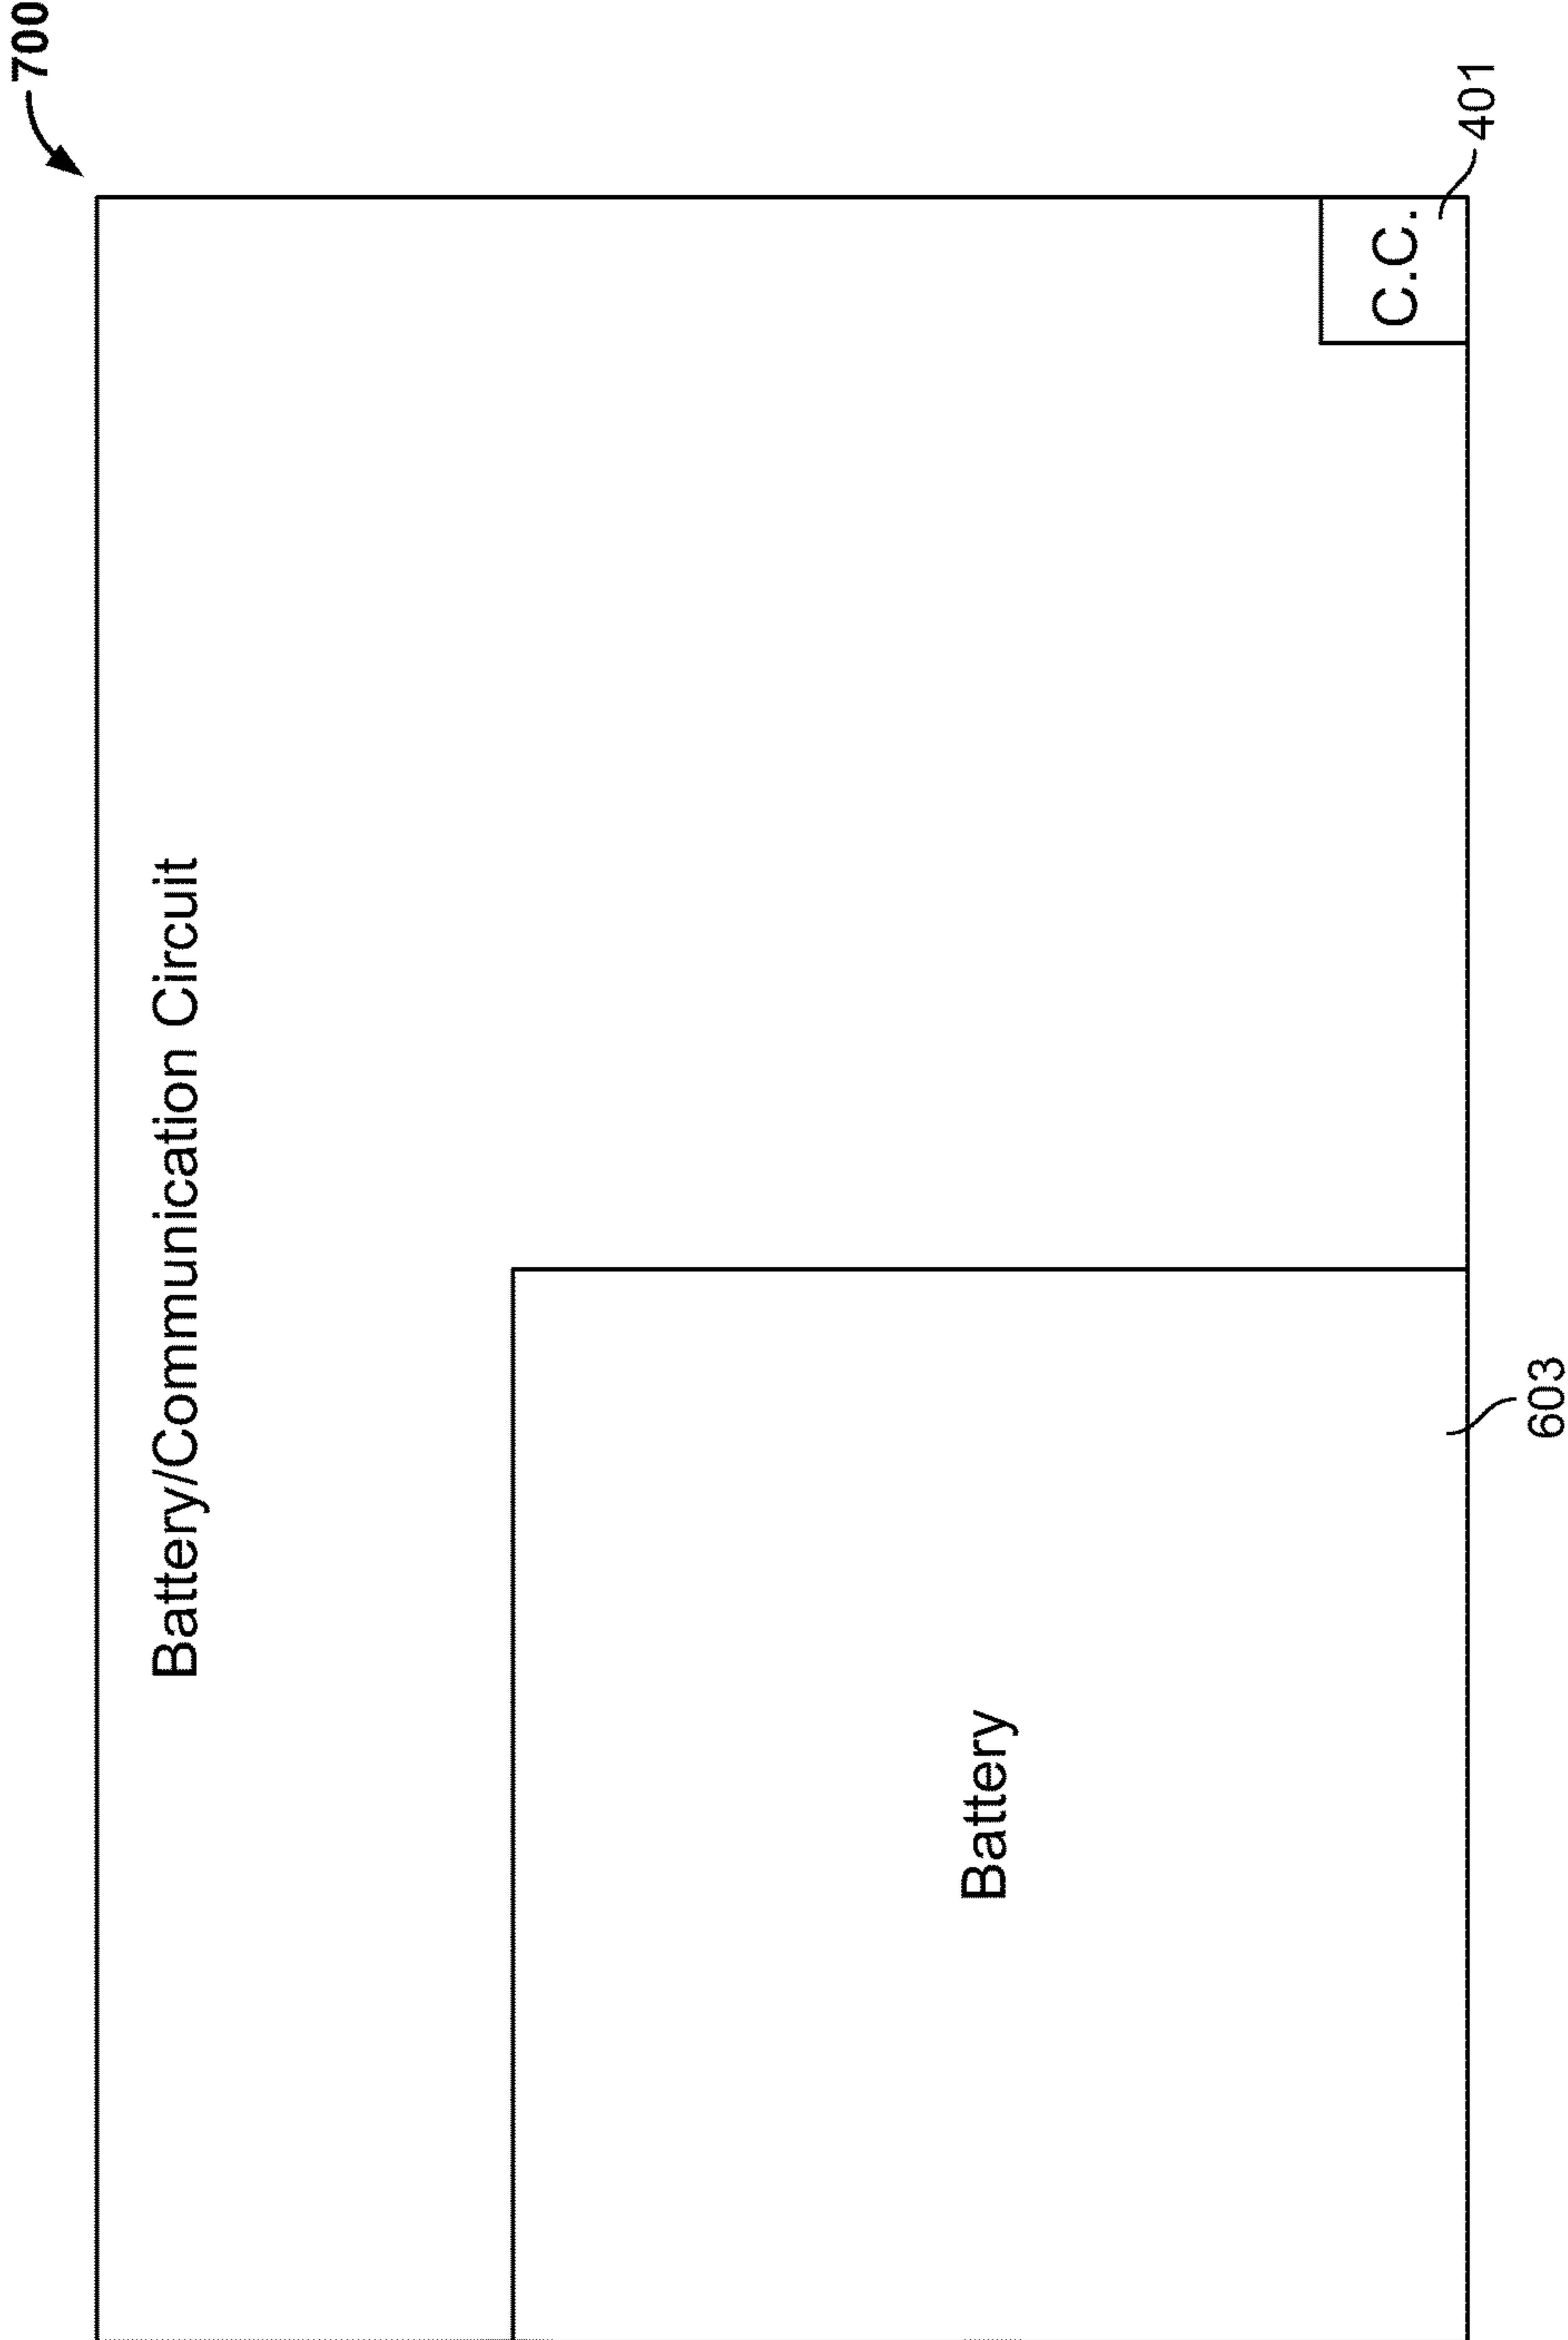 700
Battery/Communication Circuit
Battery
C.C.
401
603